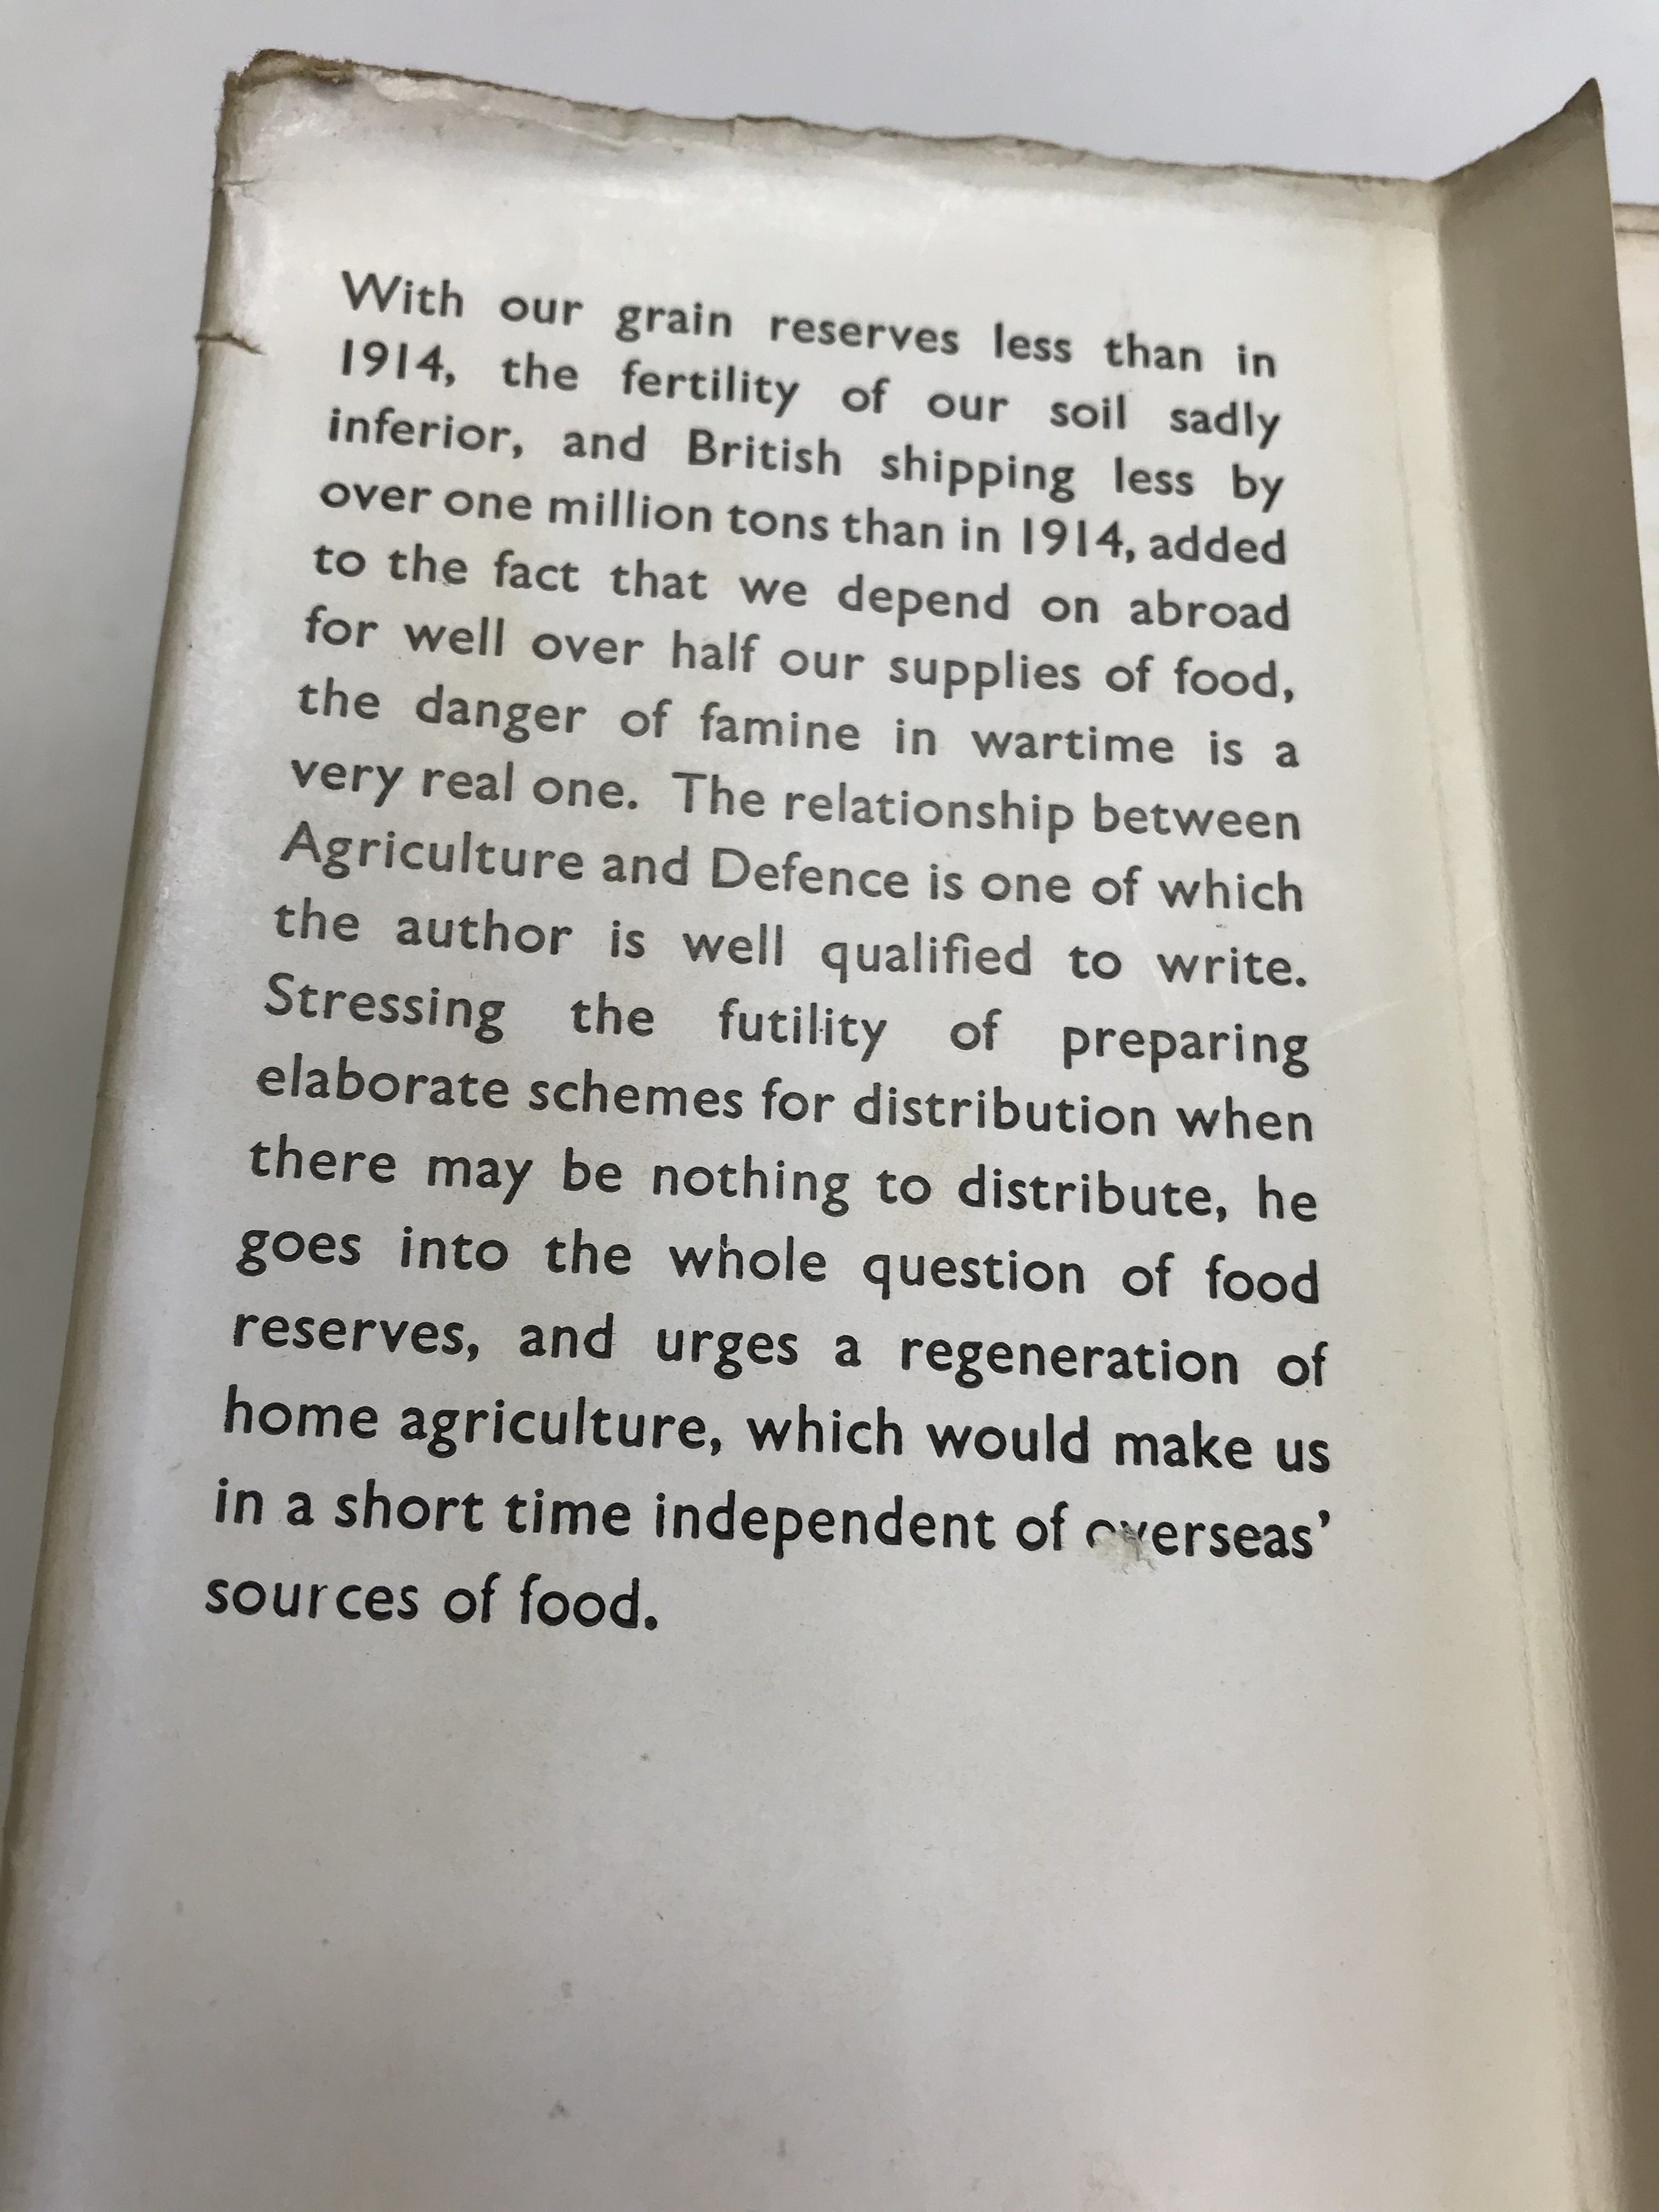 With our grain reserves less than in
1914, the fertility of our soil sadly
inferior, and British shipping less by
over one million tons than in 1914, added
to the fact that we depend on abroad
for well over half our supplies of food,
the danger of famine in wartime is a
very real one. The relationship between
Agriculture and Defence is one of which
the author is well qualified to write.
Stressing the futility of preparing
elaborate schemes for distribution when
there may be nothing to distribute, he
goes into the whole question of food
reserves, and urges a regeneration of
home agriculture, which would make us
in a short time independent of overseas'
sources of food.